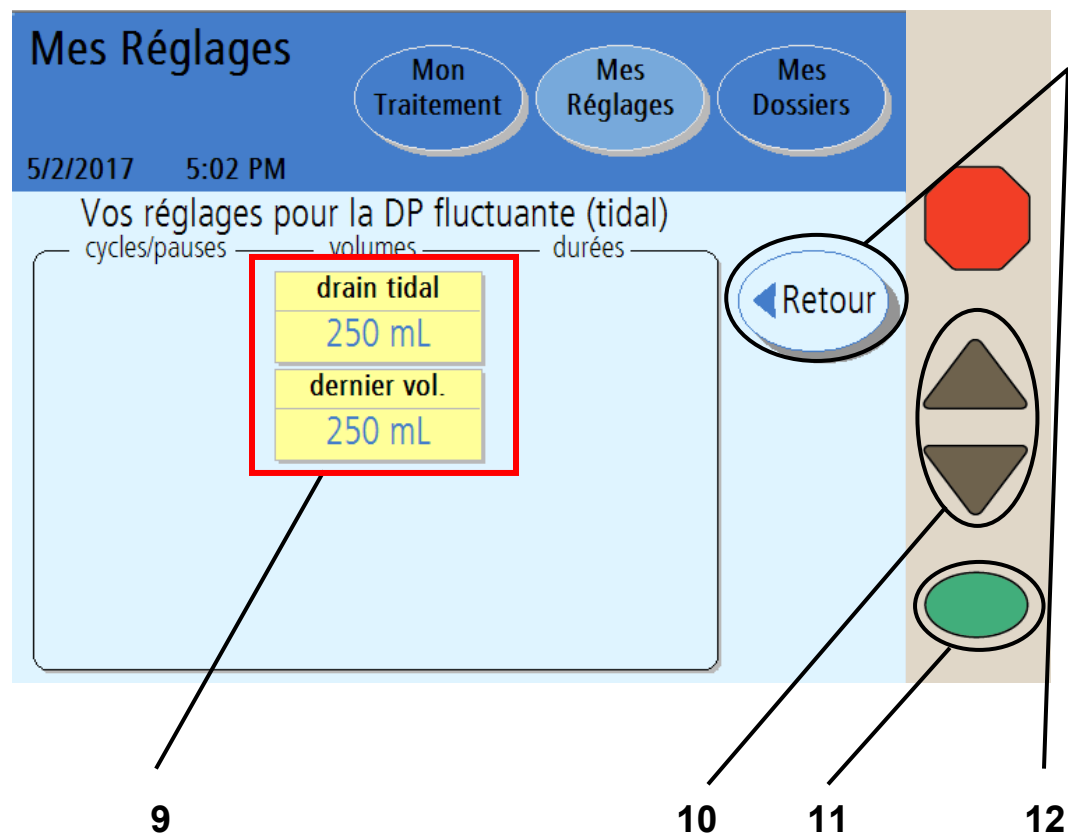 Mes Réglages
Mon
Traitement
Mes
Réglages
Mes
Dossiers
5/2/2017 5:02 PM
Vos réglages pour la DP fluctuante (tidal)
cycles/pauses volumes durées
drain tidal
250 mL
dernier vol.
250 mL
Retour
9 10 11 12